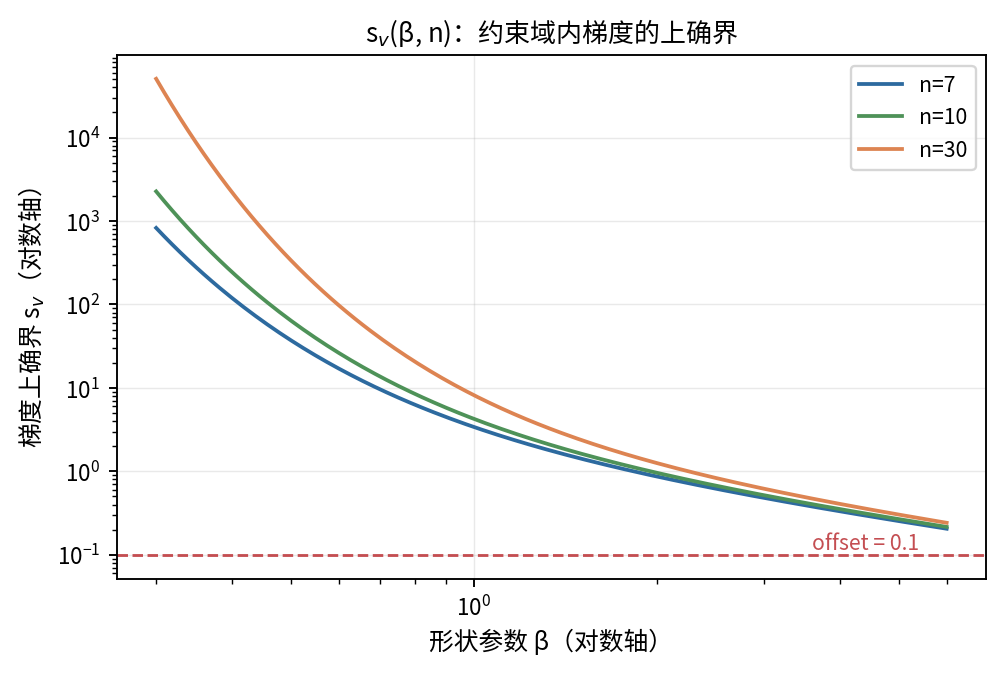 s_v(β, n)：约束域内梯度的上确界
n=7
n=10
n=30
梯度上确界 s_v（对数轴）
10⁴
10³
10²
10¹
10⁰
10⁻¹
offset = 0.1
10⁰
形状参数 β（对数轴）